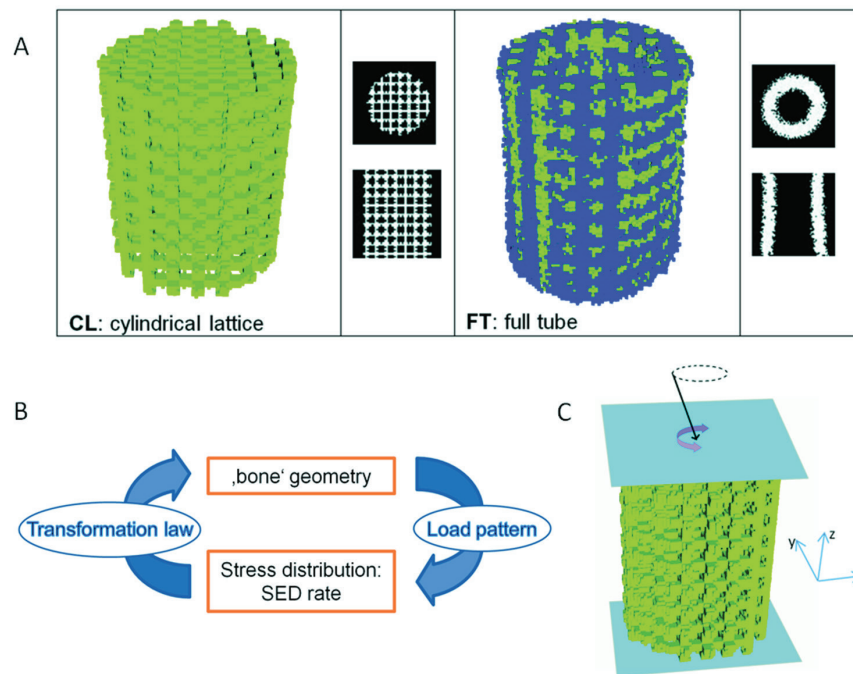 A
CL: cylindrical lattice
FT: full tube
B
‚bone‘ geometry
Transformation law
Load pattern
Stress distribution:
SED rate
C
y
z